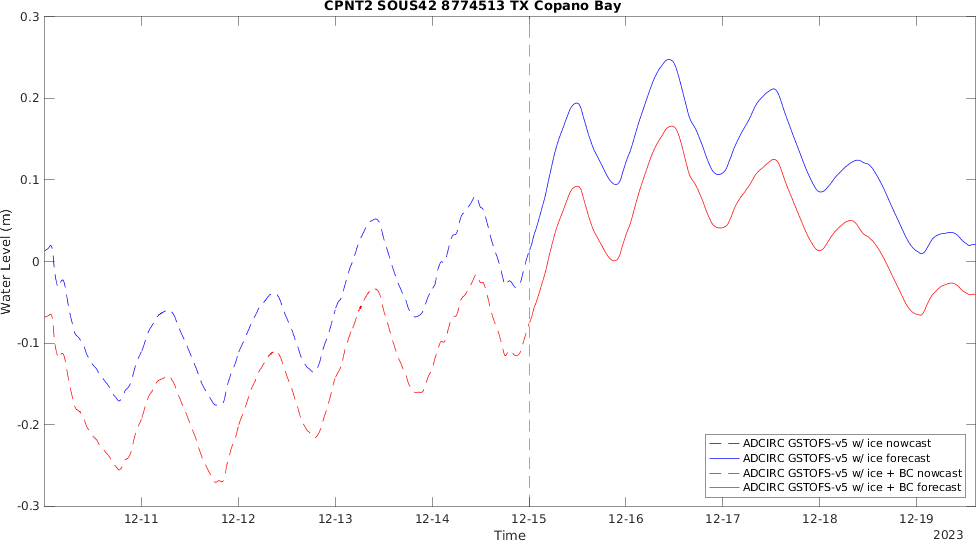 CPNT2 SOUS42 8774513 TX Copano Bay
0.3
0.2
0.1
0
-0.1
-0.2
-0.3
Water Level (m)
ADCIRC GSTOFS-v5 w/ ice nowcast
ADCIRC GSTOFS-v5 w/ ice forecast
ADCIRC GSTOFS-v5 w/ ice + BC nowcast
ADCIRC GSTOFS-v5 w/ ice + BC forecast
12-11 12-12 12-13 12-14 12-15 12-16 12-17 12-18 12-19
Time
2023